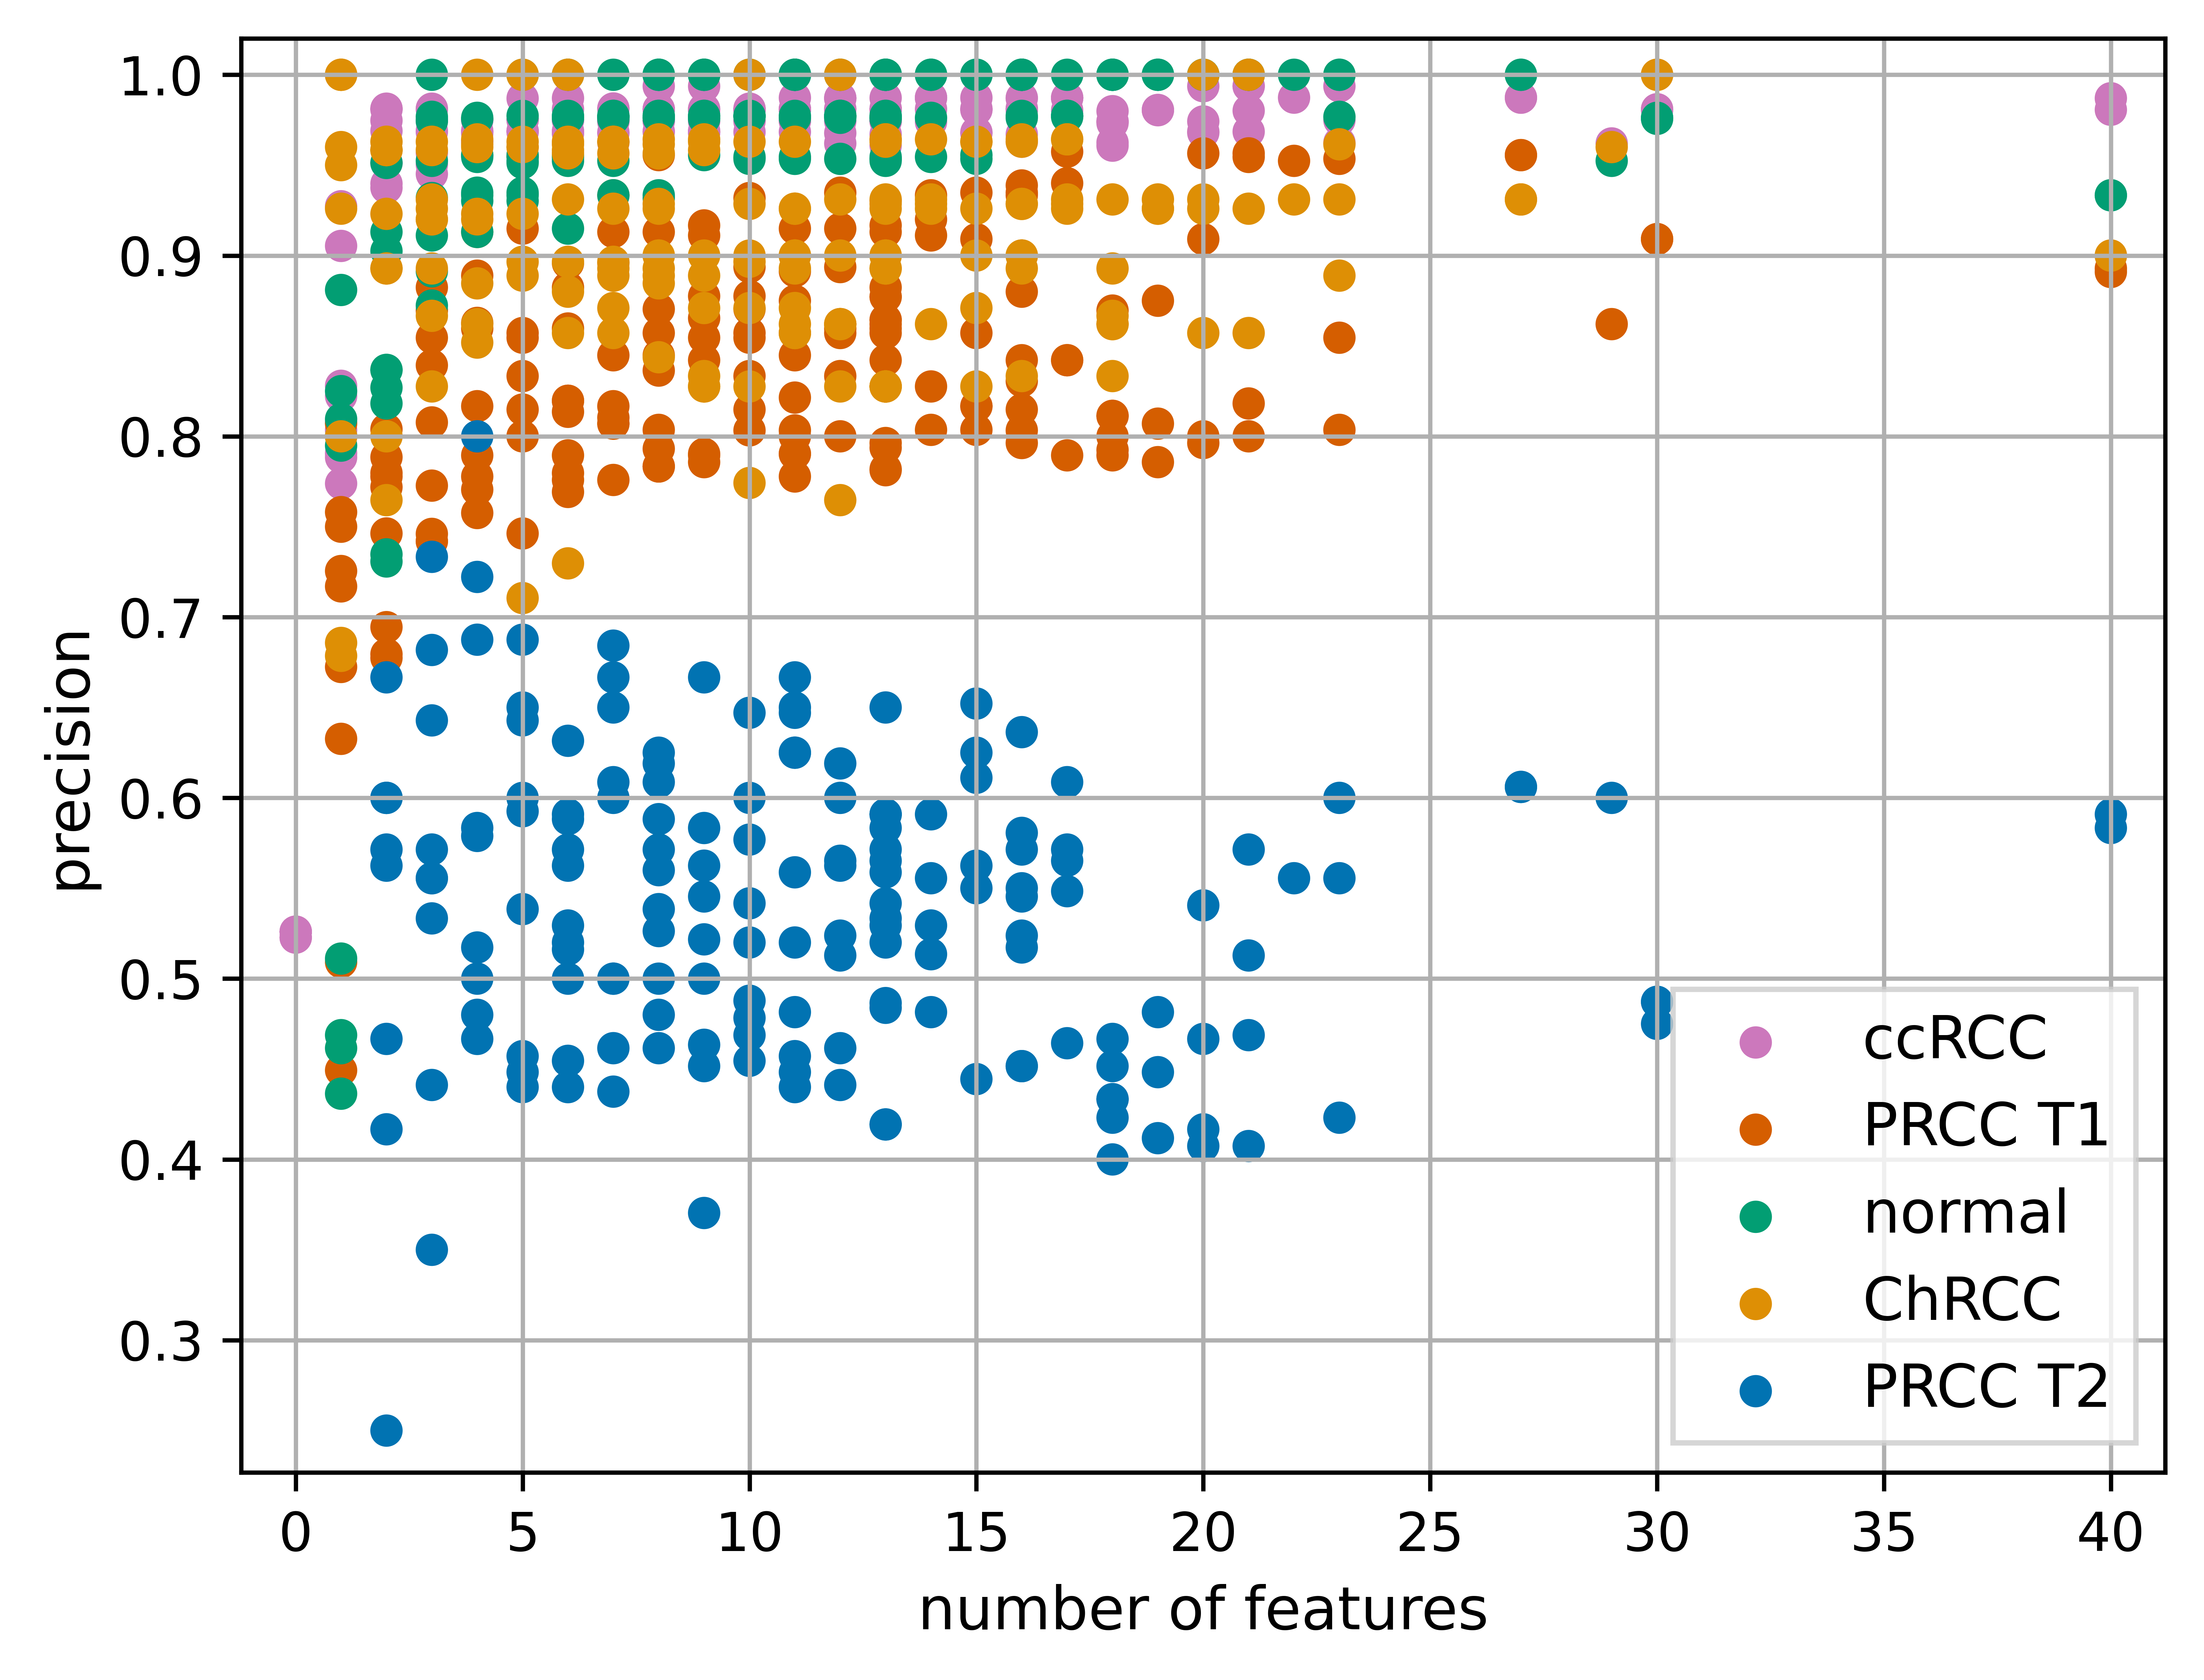 1.0
0.9
0.8
0.7
0.6
0.5
0.4
0.3
precision
ccRCC
PRCC T1
normal
ChRCC
PRCC T2
0 5 10 15 20 25 30 35 40
number of features